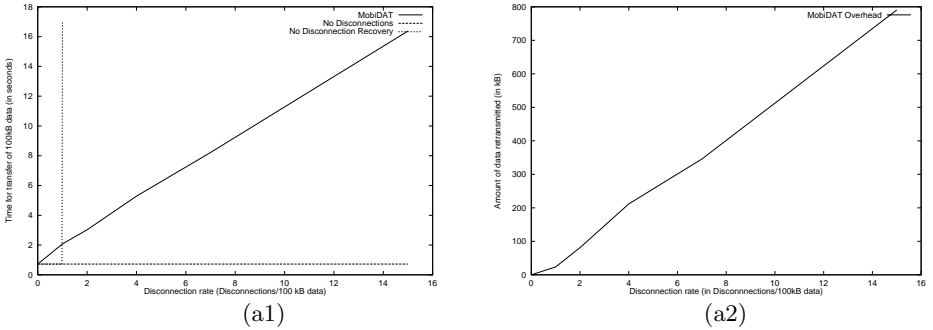 18
16
14
12
10
8
6
4
2
0
Time for transfer of 100kB data (in seconds)
MobiDAT
No Disconnections
No Disconnection Recovery
0 2 4 6 8 10 12 14 16
Disconnection rate (Disconnections/100 kB data)
(a1)
800
700
600
500
400
300
200
100
0
Amount of data retransmitted (in kB)
MobiDAT Overhead
0 2 4 6 8 10 12 14 16
Disconnection rate (in Disconnnections/100kB data)
(a2)